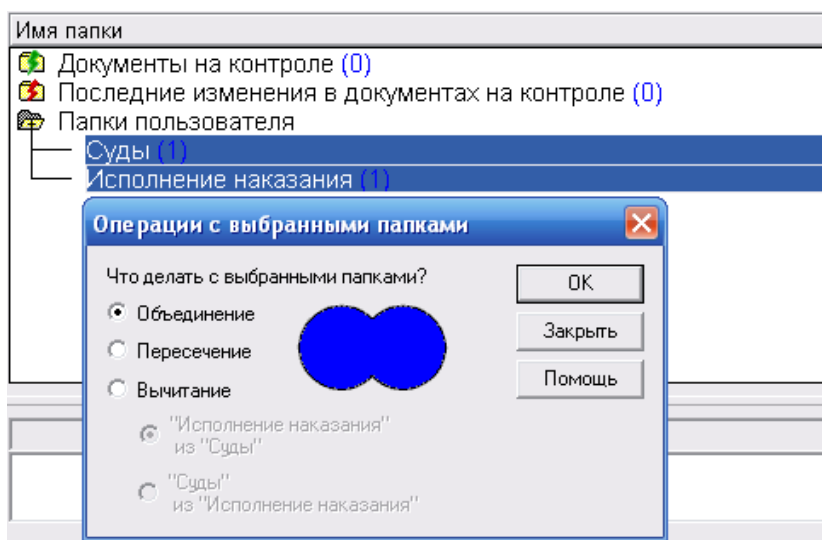 Имя папки
Документы на контроле (0)
Последние изменения в документах на контроле (0)
Папки пользователя
Суды (1)
Исполнение наказания (1)
Операции с выбранными папками
Что делать с выбранными папками?
OK
Объединение
Закрыть
Пересечение
Помощь
Вычитание
"Исполнение наказания"
из "Суды"
"Суды"
из "Исполнение наказания"